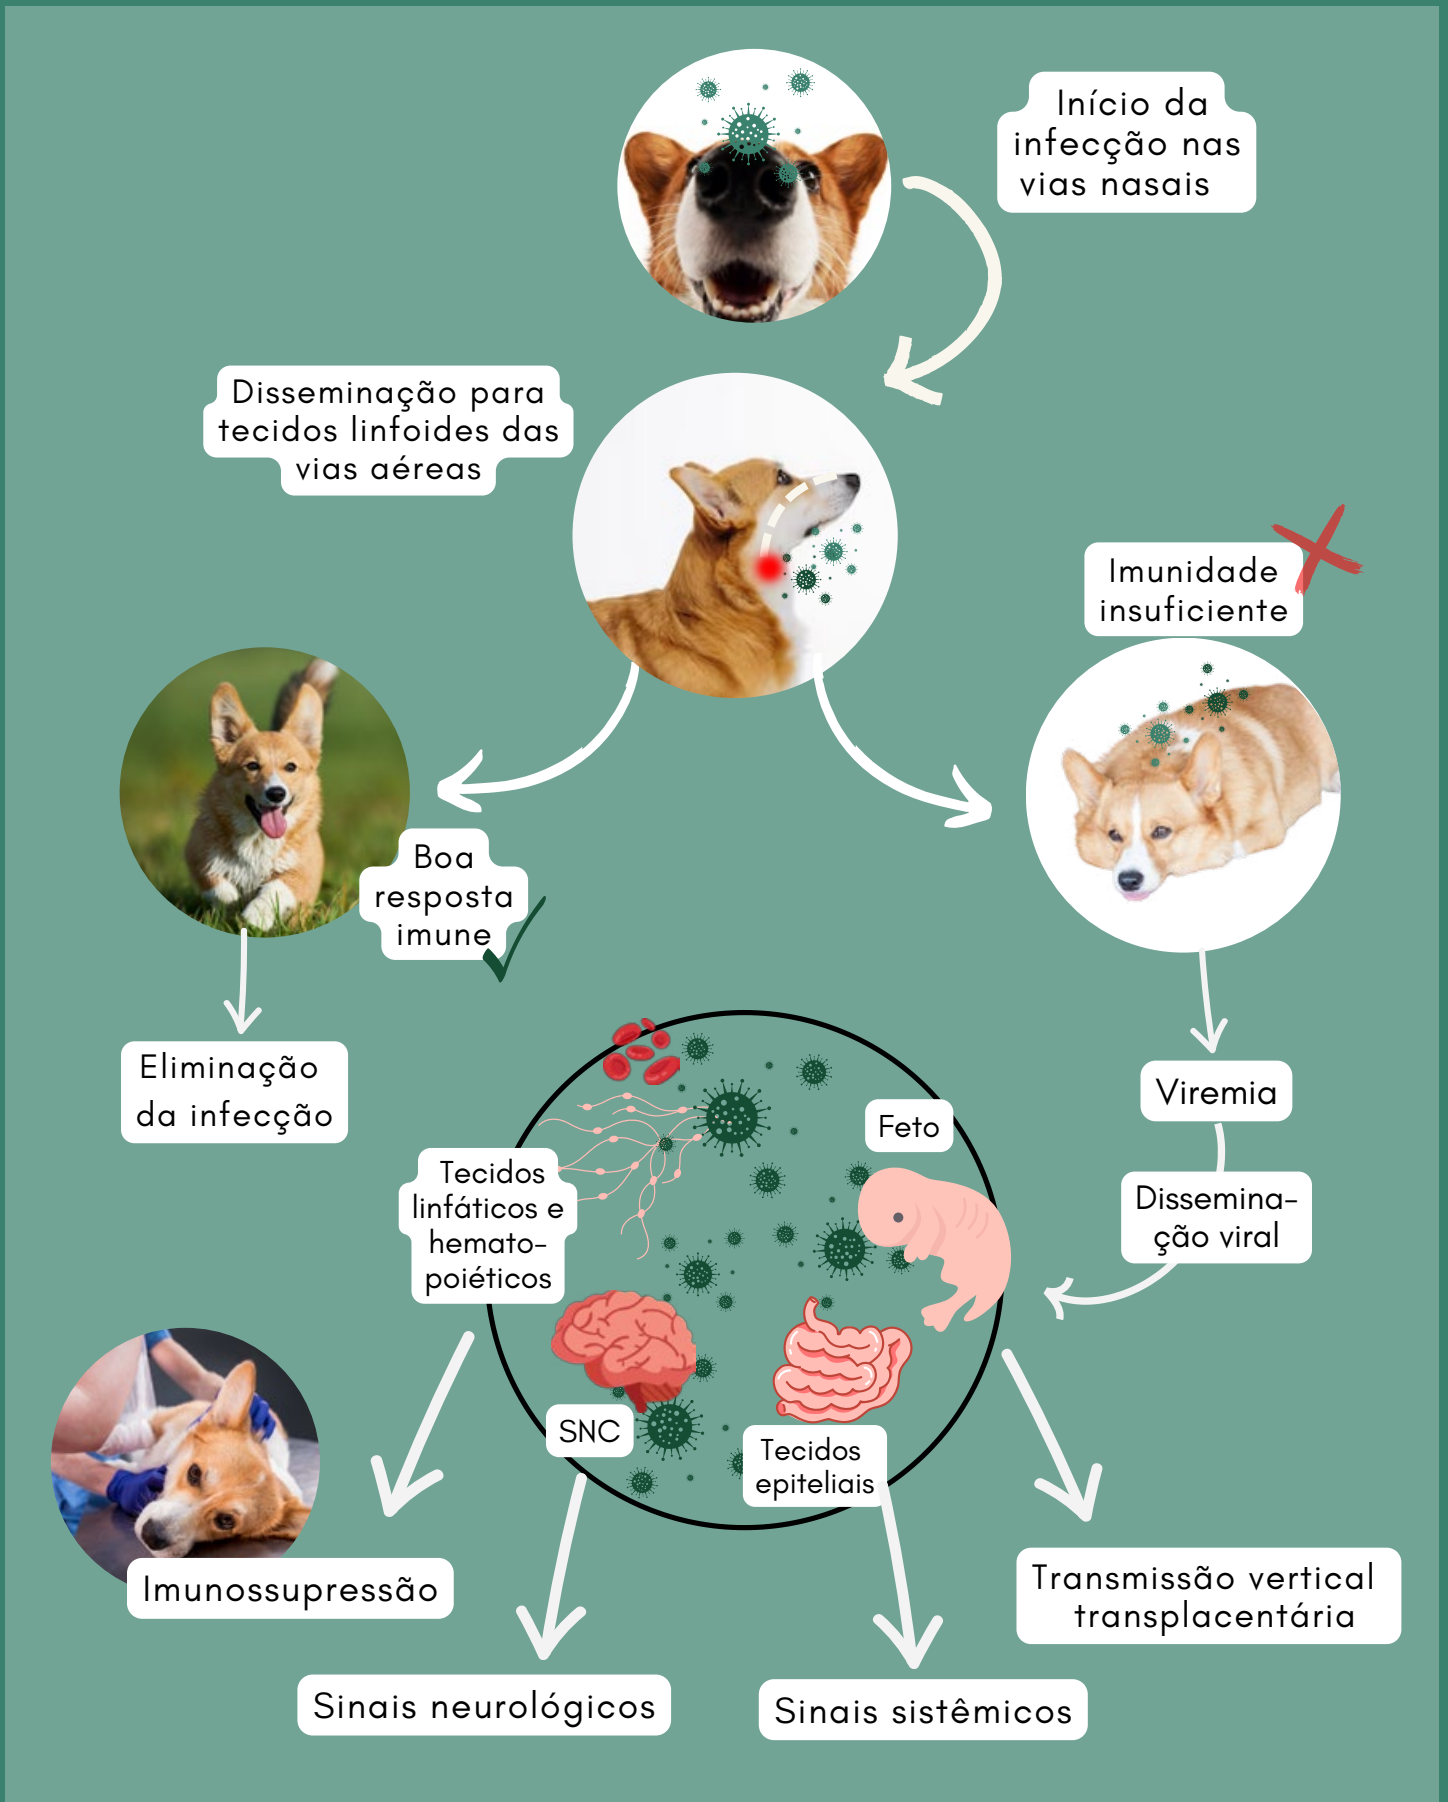 Início da
infecção nas
vias nasais
Disseminação para
tecidos linfoides das
vias aéreas
Imunidade
insuficiente
Boa
resposta
imune
Eliminação
da infecção
Viremia
Dissemina-
ção viral
Feto
Tecidos
linfáticos e
hemato-
poiéticos
SNC
Tecidos
epiteliais
Imunossupressão
Transmissão vertical
transplacentária
Sinais neurológicos
Sinais sistêmicos